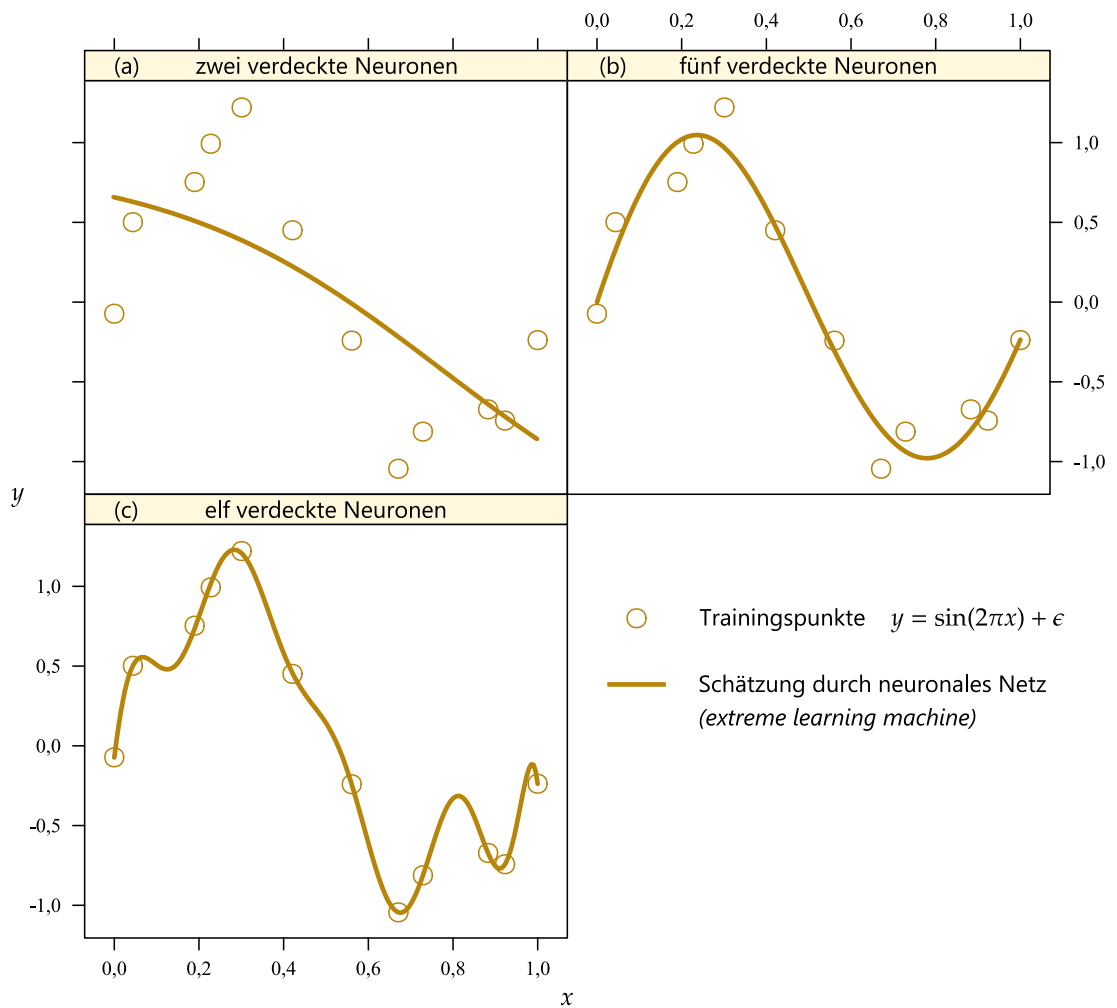 0,0 0,2 0,4 0,6 0,8 1,0
(a) zwei verdeckte Neuronen
(b) fünf verdeckte Neuronen
1,0
0,5
0,0
-0,5
-1,0
y
(c) elf verdeckte Neuronen
1,0
0,5
0,0
-0,5
-1,0
0,0 0,2 0,4 0,6 0,8 1,0
x
Trainingspunkte y = sin(2πx) + ϵ
Schätzung durch neuronales Netz
(extreme learning machine)